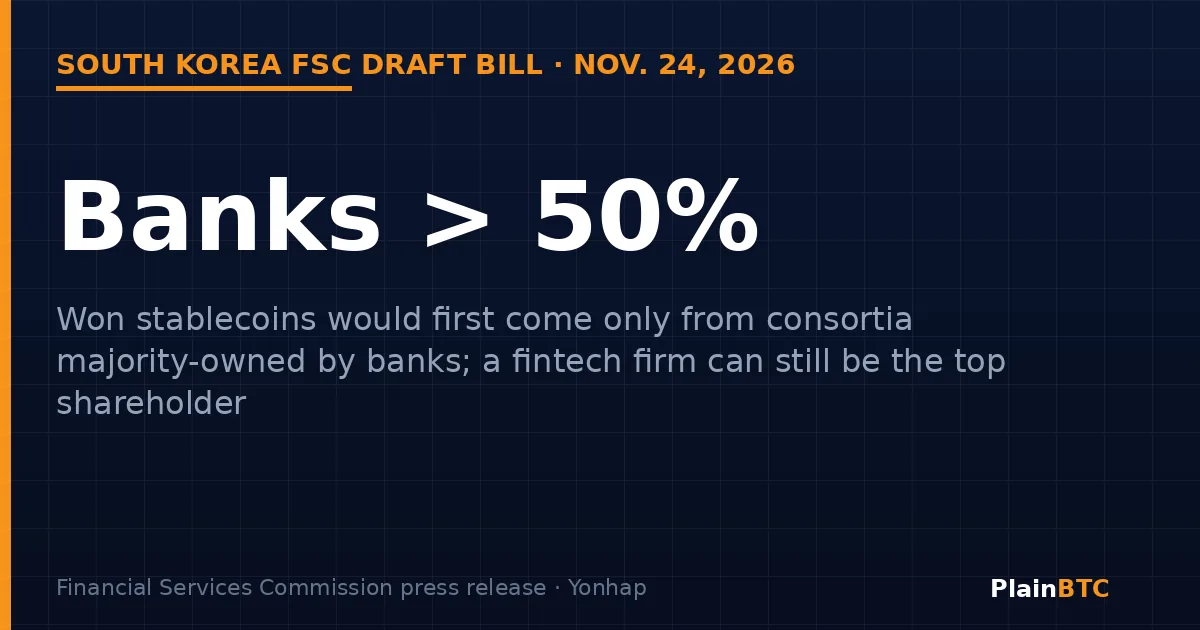 SOUTH KOREA FSC DRAFT BILL · NOV. 24, 2026
Banks > 50%
Won stablecoins would first come only from consortia
majority-owned by banks; a fintech firm can still be the top
shareholder
Financial Services Commission press release · Yonhap
PlainBTC